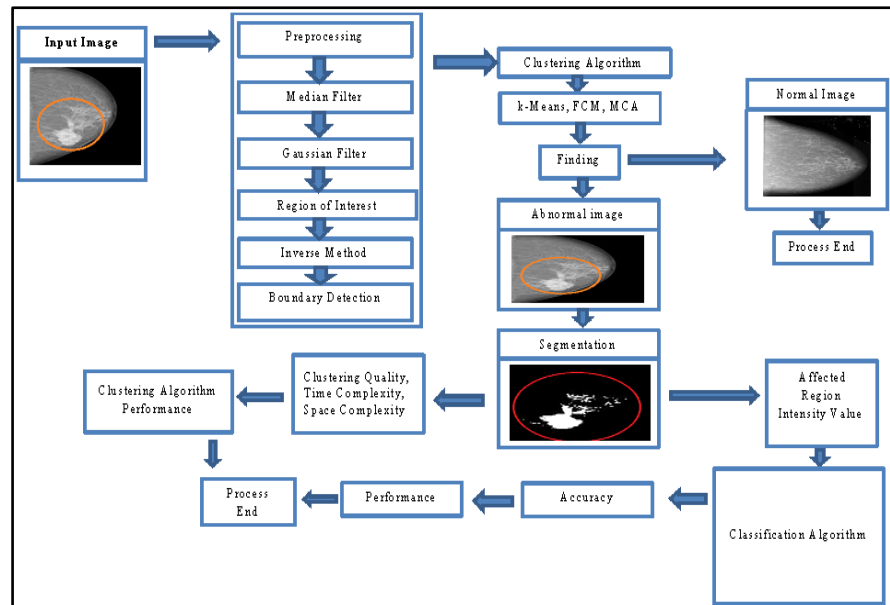 Input Image
Preprocessing
Median Filter
Gaussian Filter
Region of Interest
Inverse Method
Boundary Detection
Clustering Algorithm
k-Means, FCM, MCA
Finding
Normal Image
Process End
Abnormal image
Segmentation
Clustering Quality,
Time Complexity,
Space Complexity
Clustering Algorithm
Performance
Affected
Region
Intensity Value
Classification Algorithm
Accuracy
Performance
Process
End